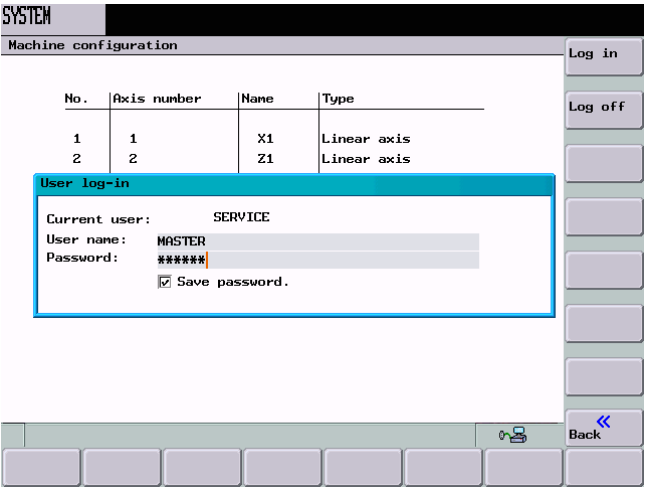 SYSTEM
Machine configuration
Log in
No. Axis number Name Type
Log off
1 1 X1 Linear axis
2 2 Z1 Linear axis
User log-in
Current user: SERVICE
User name: MASTER
Password: ******
Save password.
Back